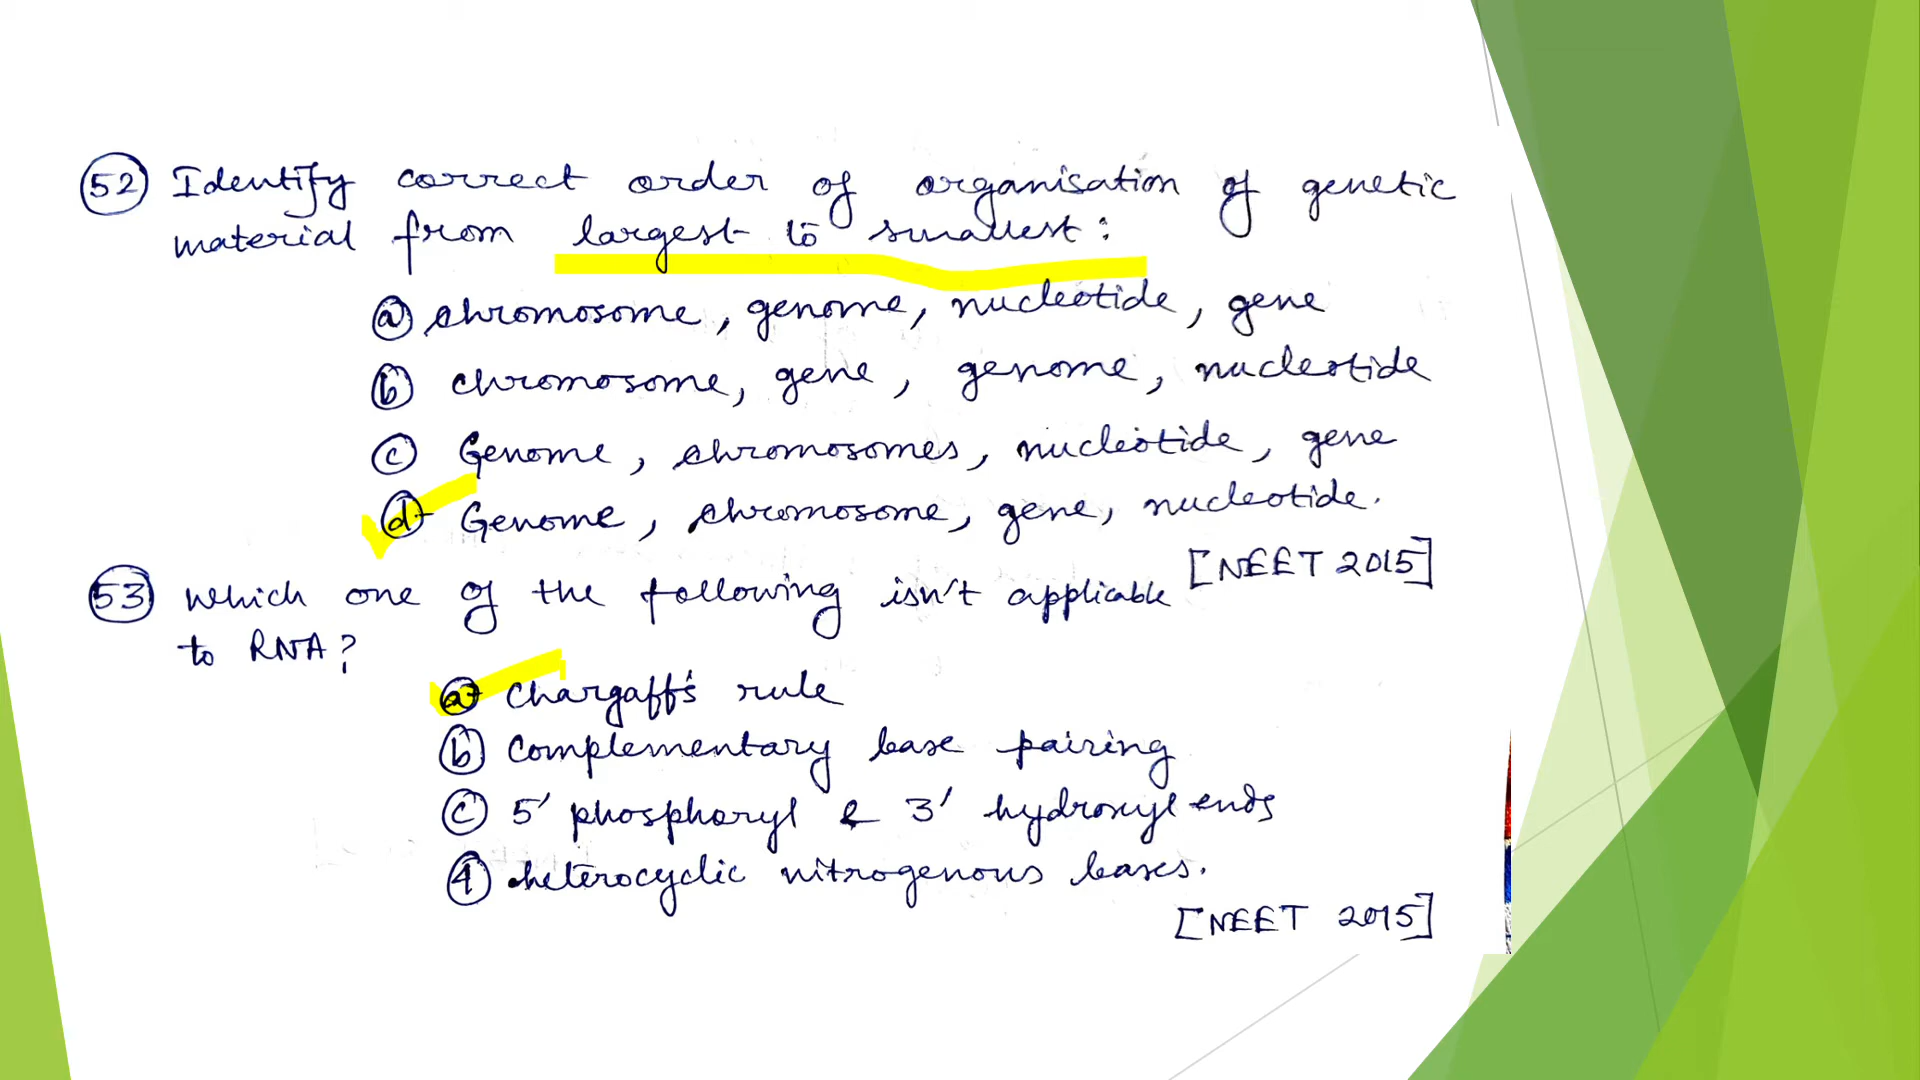 52 Identify correct order of organisation of genetic
material from largest to smallest:
a chromosome, genome, nucleotide, gene
b chromosome, gene, genome, nucleotide
c Genome, chromosomes, nucleotide, gene
d Genome, chromosome, gene, nucleotide.
[NEET 2015]
53 Which one of the following isn't applicable
to RNA?
a Chargaff's rule
b Complementary base pairing
c 5' phosphoryl & 3' hydroxyl ends
d heterocyclic nitrogenous bases.
[NEET 2015]